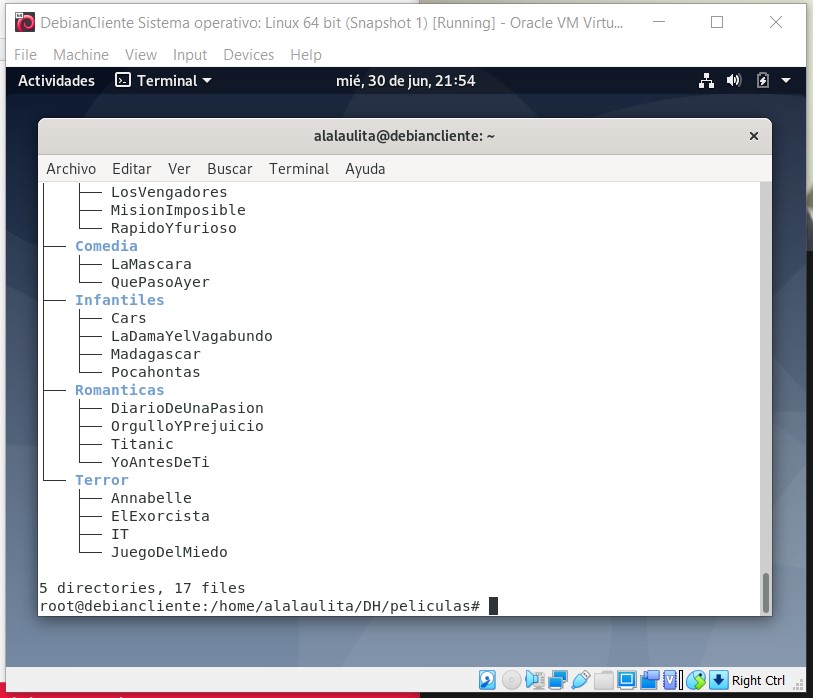 DebianCliente Sistema operativo: Linux 64 bit (Snapshot 1) [Running] - Oracle VM Virtu...
File Machine View Input Devices Help
Actividades Terminal mié, 30 de jun, 21:54
alalaulita@debiancliente: ~
Archivo Editar Ver Buscar Terminal Ayuda
│   ├── LosVengadores
│   ├── MisionImposible
│   └── RapidoYfurioso
├── Comedia
│   ├── LaMascara
│   └── QuePasoAyer
├── Infantiles
│   ├── Cars
│   ├── LaDamaYelVagabundo
│   ├── Madagascar
│   └── Pocahontas
├── Romanticas
│   ├── DiarioDeUnaPasion
│   ├── OrgulloYPrejuicio
│   ├── Titanic
│   └── YoAntesDeTi
└── Terror
    ├── Annabelle
    ├── ElExorcista
    ├── IT
    └── JuegoDelMiedo
5 directories, 17 files
root@debiancliente:/home/alalaulita/DH/peliculas#
Right Ctrl